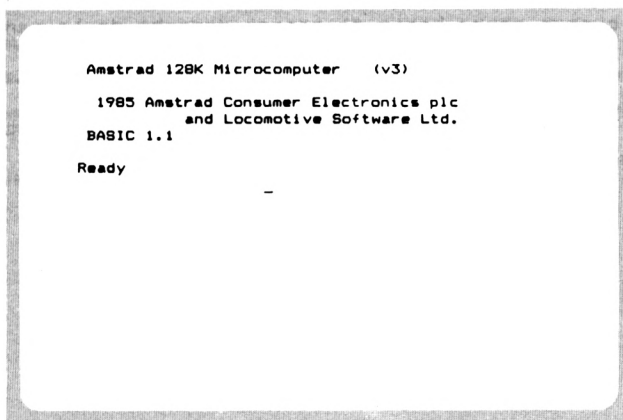 Amstrad 128K Microcomputer (v3)
1985 Amstrad Consumer Electronics plc
and Locomotive Software Ltd.
BASIC 1.1
Ready
_